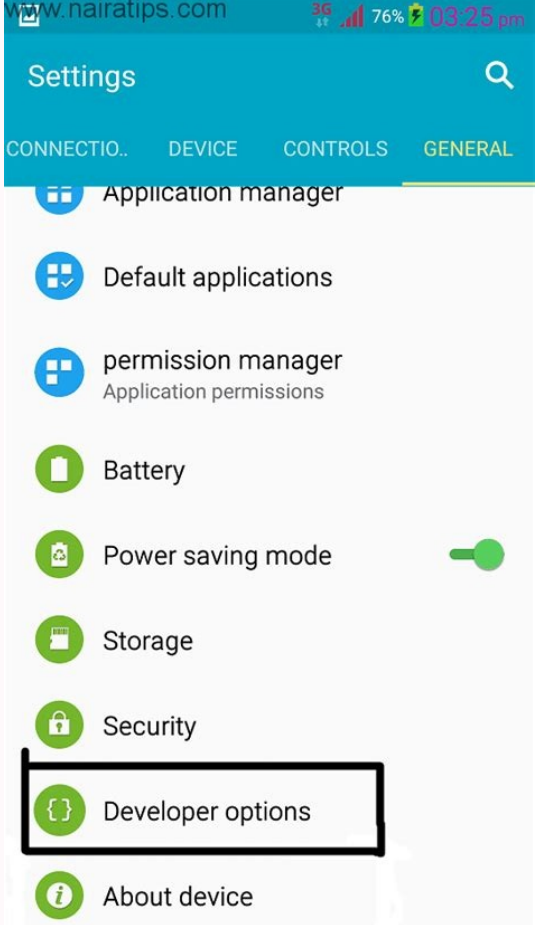 www.nairatips.com 3G 76% 03:25 pm
Settings
CONNECTIO.. DEVICE CONTROLS GENERAL
Application manager
Default applications
permission manager
Application permissions
Battery
Power saving mode
Storage
Security
{} Developer options
i About device